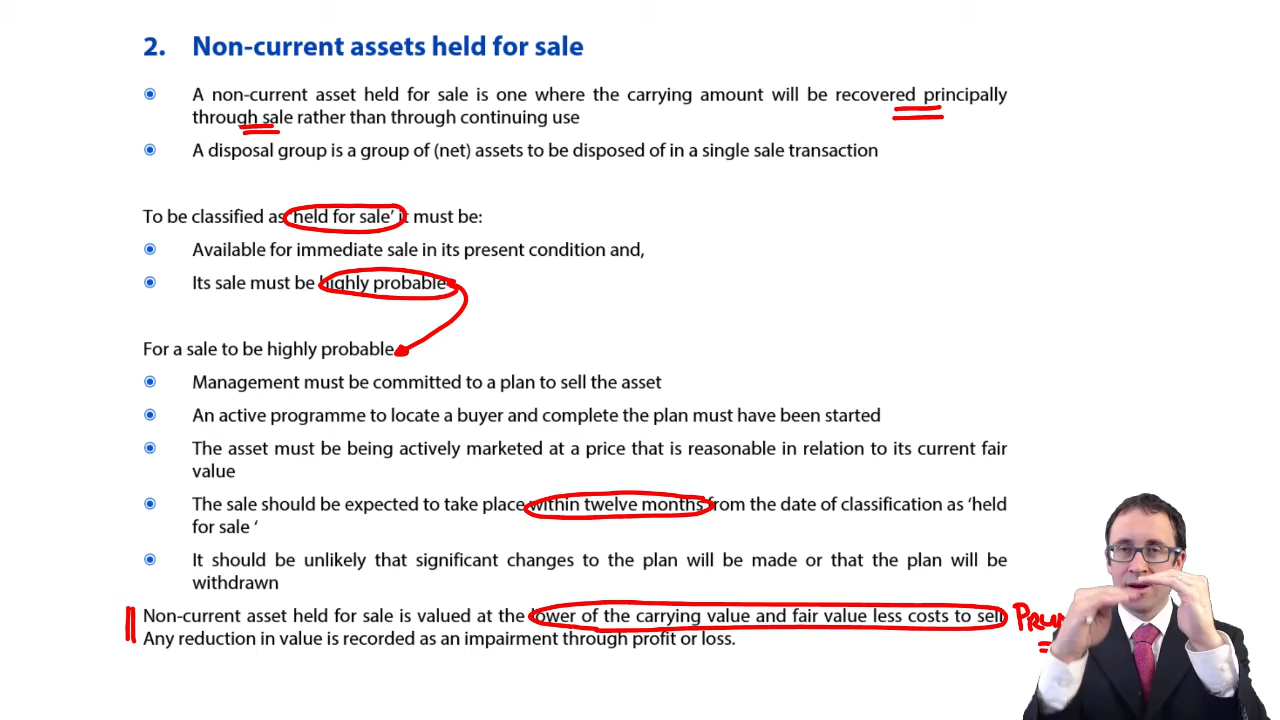 2. Non-current assets held for sale
A non-current asset held for sale is one where the carrying amount will be recovered principally
through sale rather than through continuing use
A disposal group is a group of (net) assets to be disposed of in a single sale transaction
To be classified as 'held for sale' it must be:
Available for immediate sale in its present condition and,
Its sale must be highly probable
For a sale to be highly probable
Management must be committed to a plan to sell the asset
An active programme to locate a buyer and complete the plan must have been started
The asset must be being actively marketed at a price that is reasonable in relation to its current fair
value
The sale should be expected to take place within twelve months from the date of classification as 'held
for sale '
It should be unlikely that significant changes to the plan will be made or that the plan will be
withdrawn
Non-current asset held for sale is valued at the lower of the carrying value and fair value less costs to sell
Any reduction in value is recorded as an impairment through profit or loss.